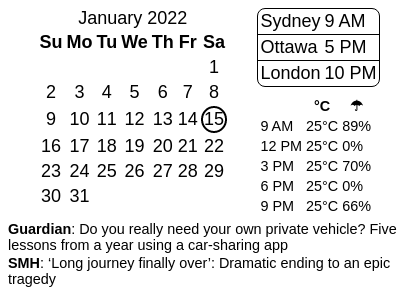 January 2022
Su Mo Tu We Th Fr Sa
1
2 3 4 5 6 7 8
9 10 11 12 13 14 15
16 17 18 19 20 21 22
23 24 25 26 27 28 29
30 31
Sydney 9 AM
Ottawa 5 PM
London 10 PM
°C ☂
9 AM 25°C 89%
12 PM 25°C 0%
3 PM 25°C 70%
6 PM 25°C 0%
9 PM 25°C 66%
Guardian: Do you really need your own private vehicle? Five
lessons from a year using a car-sharing app
SMH: ‘Long journey finally over’: Dramatic ending to an epic
tragedy